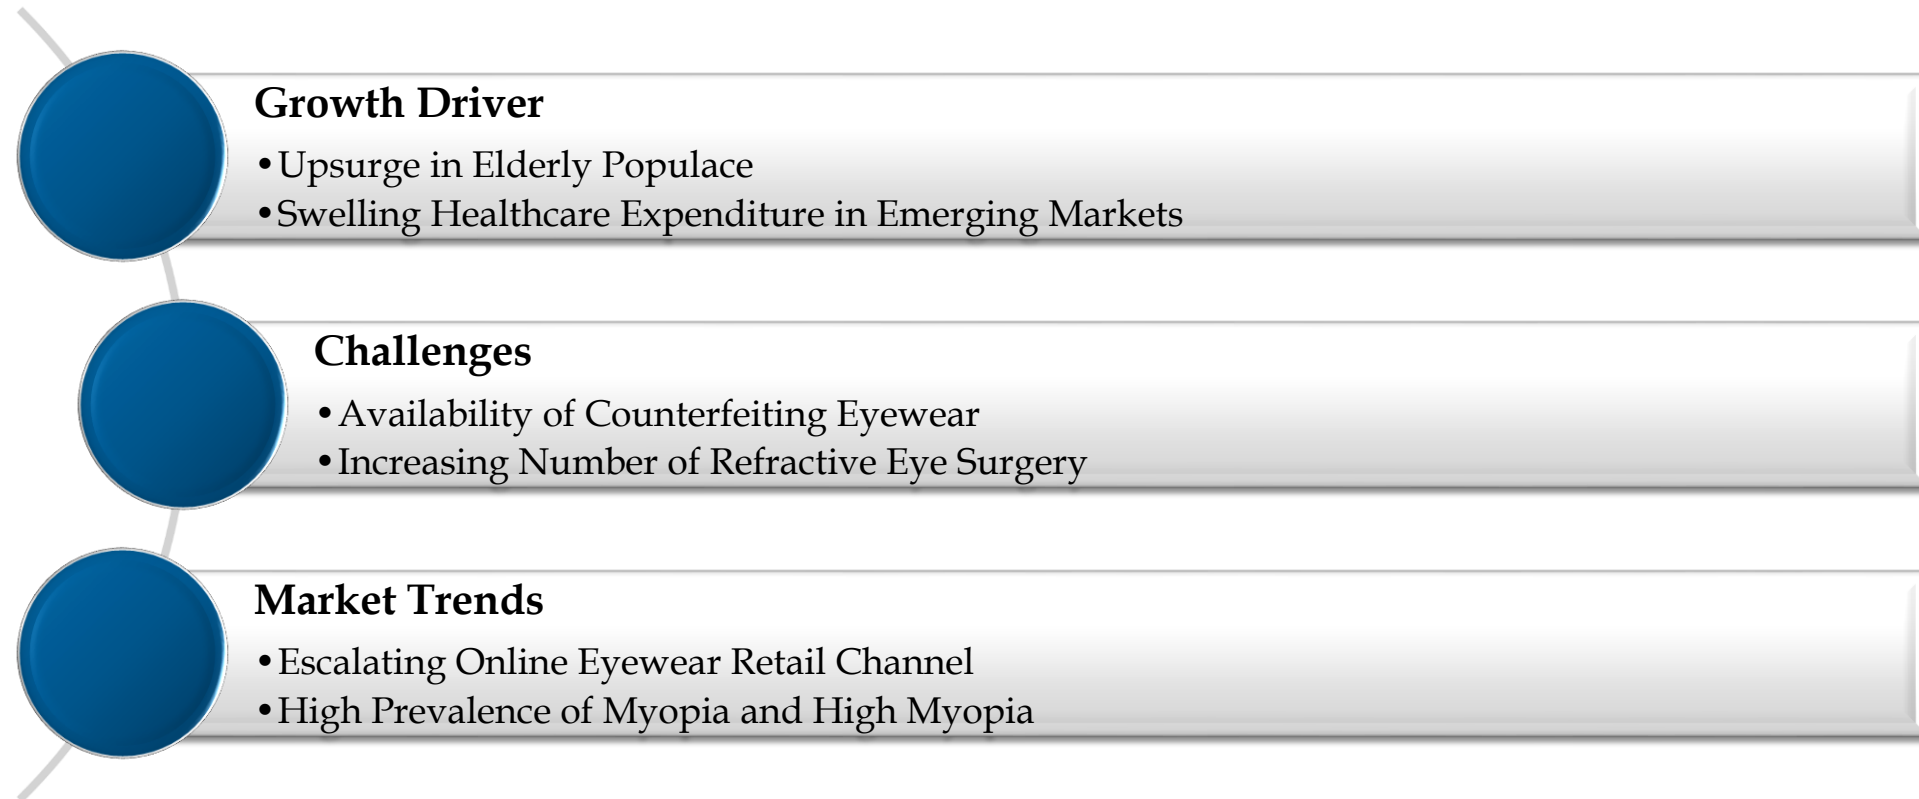 Growth Driver
•Upsurge in Elderly Populace
•Swelling Healthcare Expenditure in Emerging Markets
Challenges
•Availability of Counterfeiting Eyewear
•Increasing Number of Refractive Eye Surgery
Market Trends
•Escalating Online Eyewear Retail Channel
•High Prevalence of Myopia and High Myopia